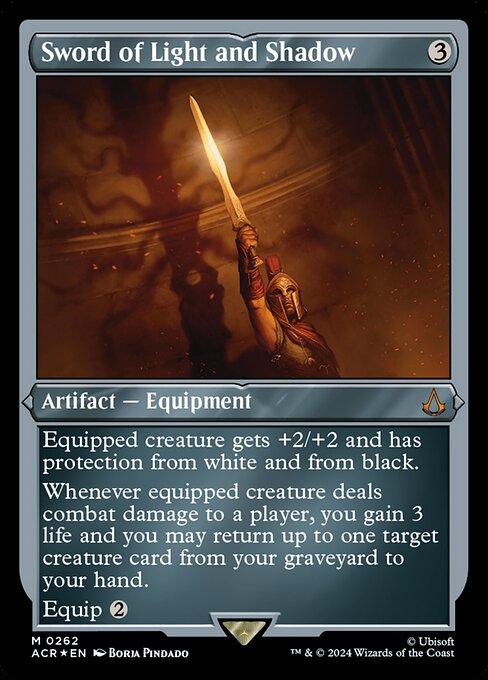 Sword of Light and Shadow 3
Artifact — Equipment
Equipped creature gets +2/+2 and has
protection from white and from black.
Whenever equipped creature deals
combat damage to a player, you gain 3
life and you may return up to one target
creature card from your graveyard to
your hand.
Equip 2
M 0262
ACR★EN Borja Pindado
© Ubisoft
™ & © 2024 Wizards of the Coast